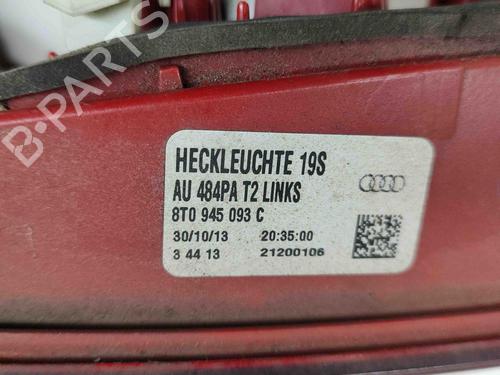 B-PARTS
HECKLEUCHTE 19S
AU 484PA T2 LINKS
8T0 945 093 C
30/10/13 20:35:00
3 44 13 21200106